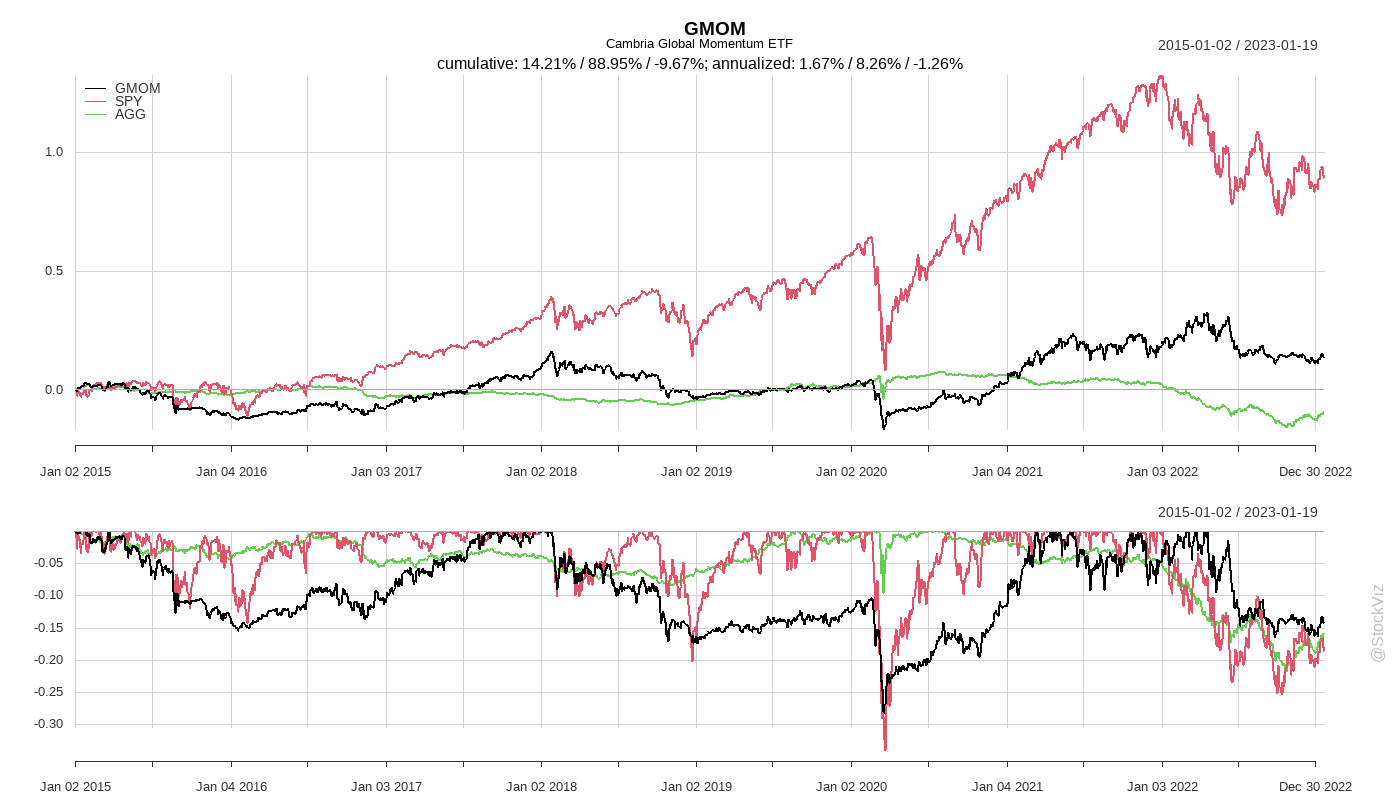 GMOM
Cambria Global Momentum ETF
2015-01-02 / 2023-01-19
cumulative: 14.21% / 88.95% / -9.67%; annualized: 1.67% / 8.26% / -1.26%
GMOM
SPY
AGG
1.0
0.5
0.0
Jan 02 2015 Jan 04 2016 Jan 03 2017 Jan 02 2018 Jan 02 2019 Jan 02 2020 Jan 04 2021 Jan 03 2022 Dec 30 2022
2015-01-02 / 2023-01-19
-0.05
-0.10
-0.15
-0.20
-0.25
-0.30
Jan 02 2015 Jan 04 2016 Jan 03 2017 Jan 02 2018 Jan 02 2019 Jan 02 2020 Jan 04 2021 Jan 03 2022 Dec 30 2022
@StockViz